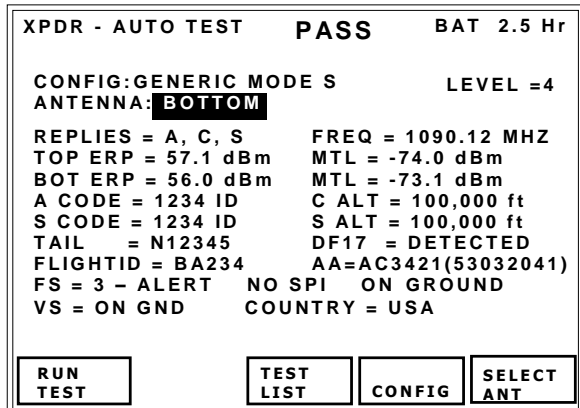 XPDR - AUTO TEST PASS BAT 2.5 Hr
CONFIG:GENERIC MODE S LEVEL =4
ANTENNA: BOTTOM
REPLIES = A, C, S FREQ = 1090.12 MHZ
TOP ERP = 57.1 dBm MTL = -74.0 dBm
BOT ERP = 56.0 dBm MTL = -73.1 dBm
A CODE = 1234 ID C ALT = 100,000 ft
S CODE = 1234 ID S ALT = 100,000 ft
TAIL = N12345 DF17 = DETECTED
FLIGHTID = BA234 AA=AC3421(53032041)
FS = 3 – ALERT NO SPI ON GROUND
VS = ON GND COUNTRY = USA
RUN TEST SELECT
TEST LIST CONFIG ANT